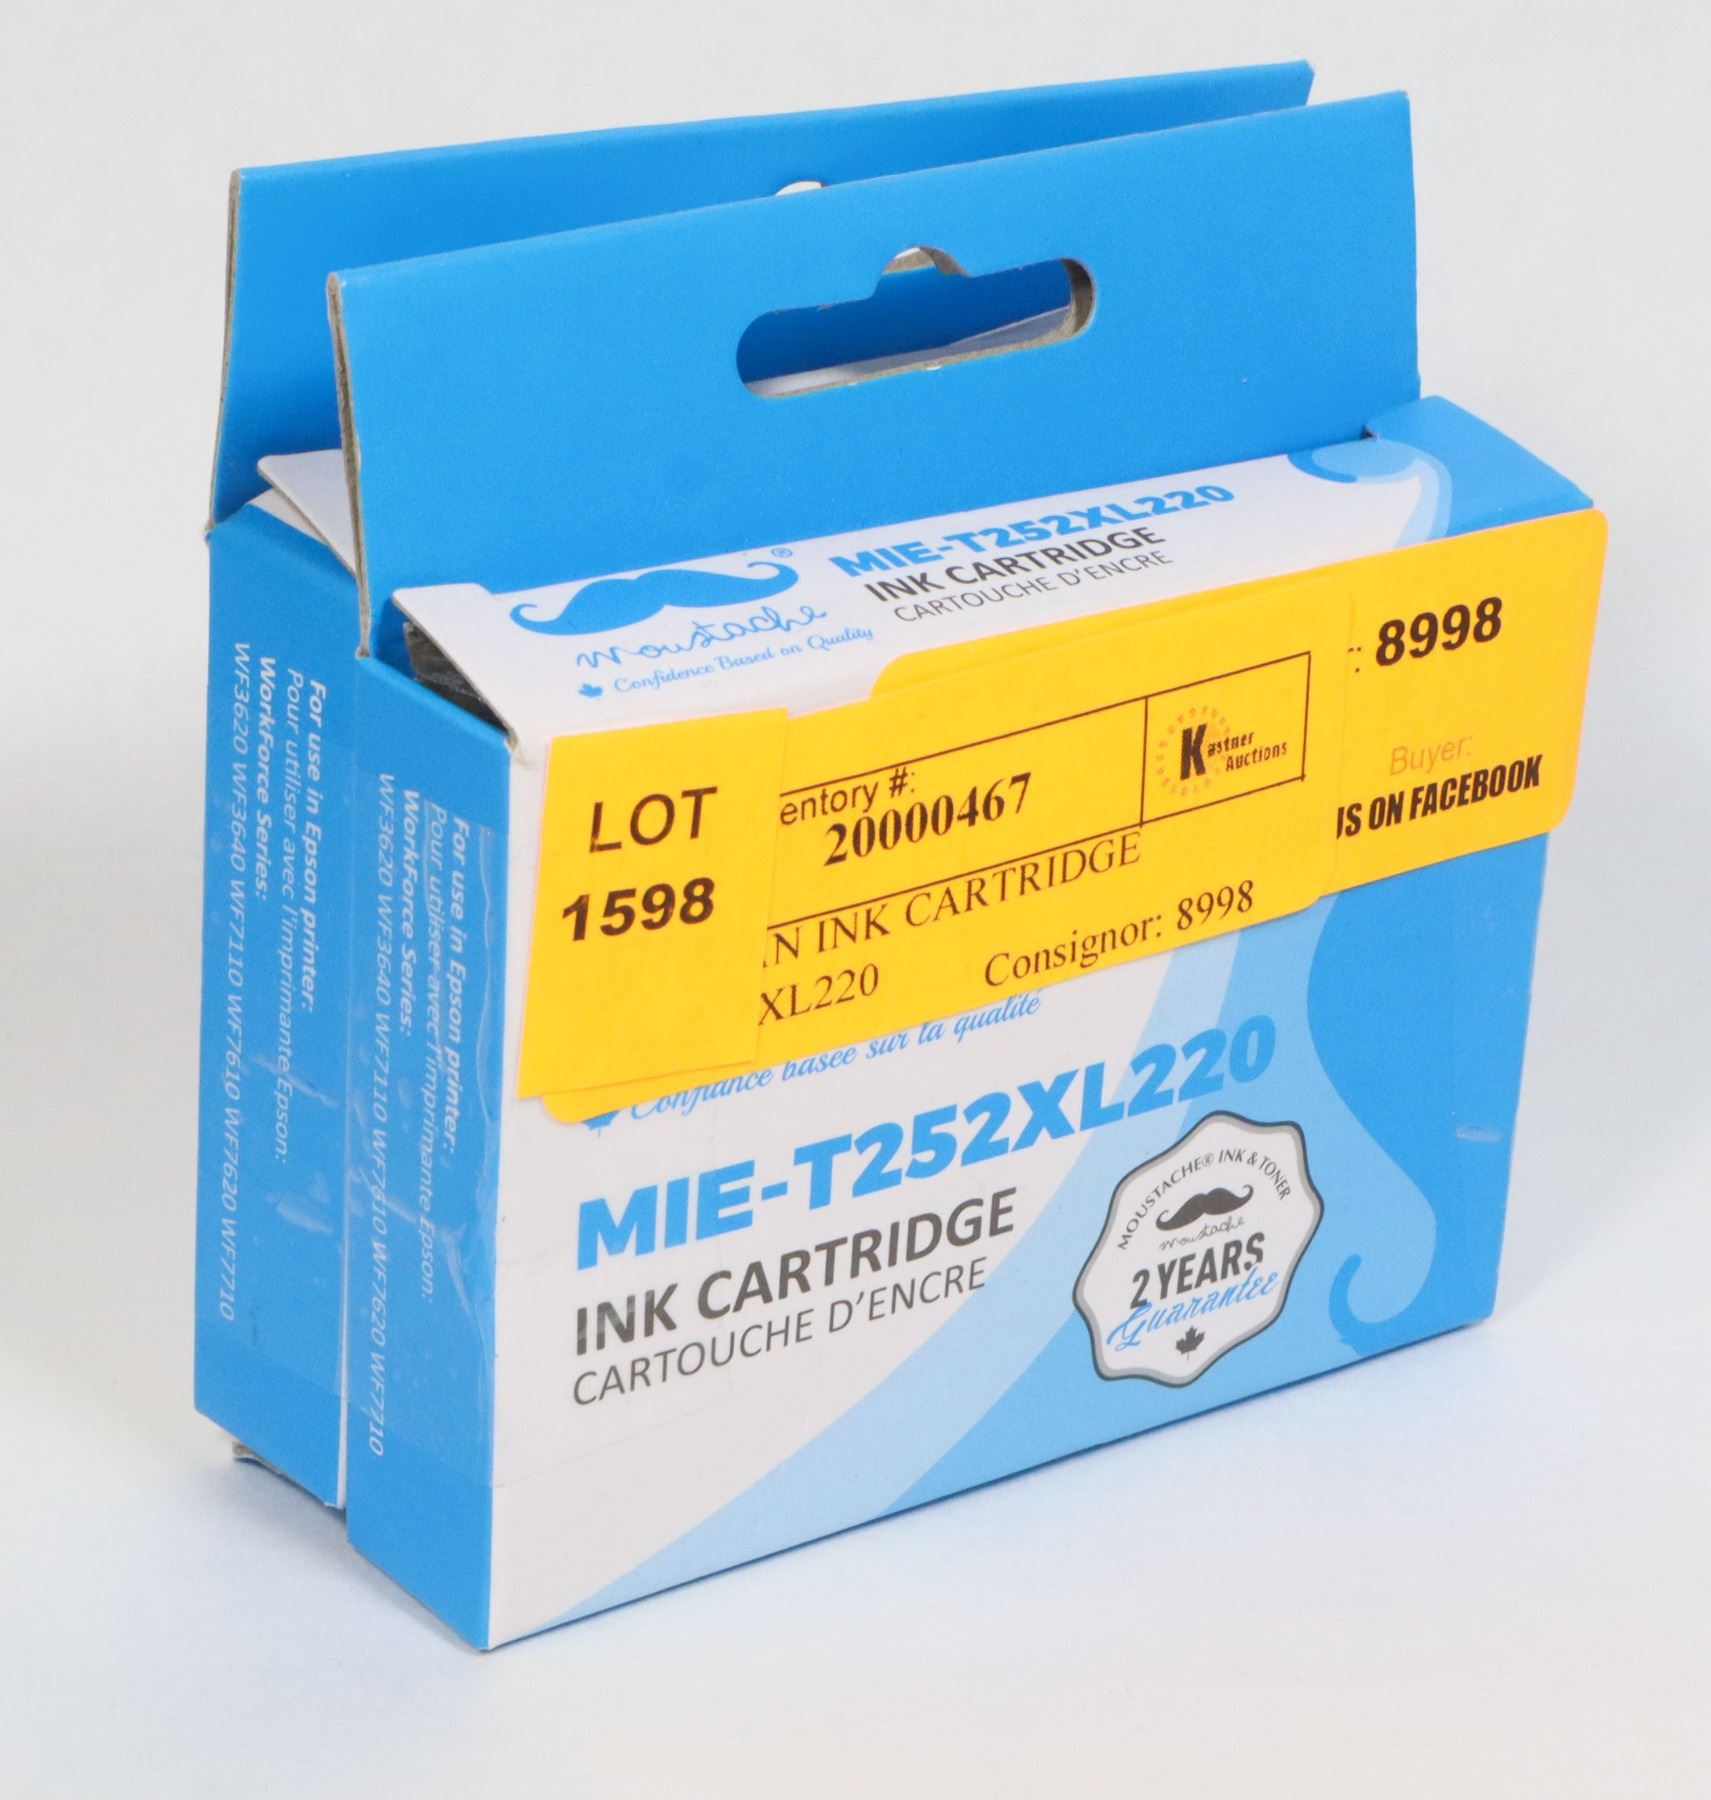 MIE-T252XL220
INK CARTRIDGE
CARTOUCHE D'ENCRE
®
moustache
Confidence Based on Quality
LOT
1598
entory #:
20000467
Kastner
Auctions
N INK CARTRIDGE
XL220 Consignor: 8998
: 8998
Buyer:
US ON FACEBOOK
Confiance basée sur la qualité
MIE-T252XL220
INK CARTRIDGE
CARTOUCHE D'ENCRE
MOUSTACHE® INK & TONER
moustache
2 YEARS
Guarantee
For use in Epson printer:
Pour utiliser avec l'imprimante Epson:
WorkForce Series:
WF3620 WF3640 WF7110 WF7610 WF7620 WF7710
For use in Epson printer:
Pour utiliser avec l'imprimante Epson:
WorkForce Series:
WF3620 WF3640 WF7110 WF7610 WF7620 WF7710